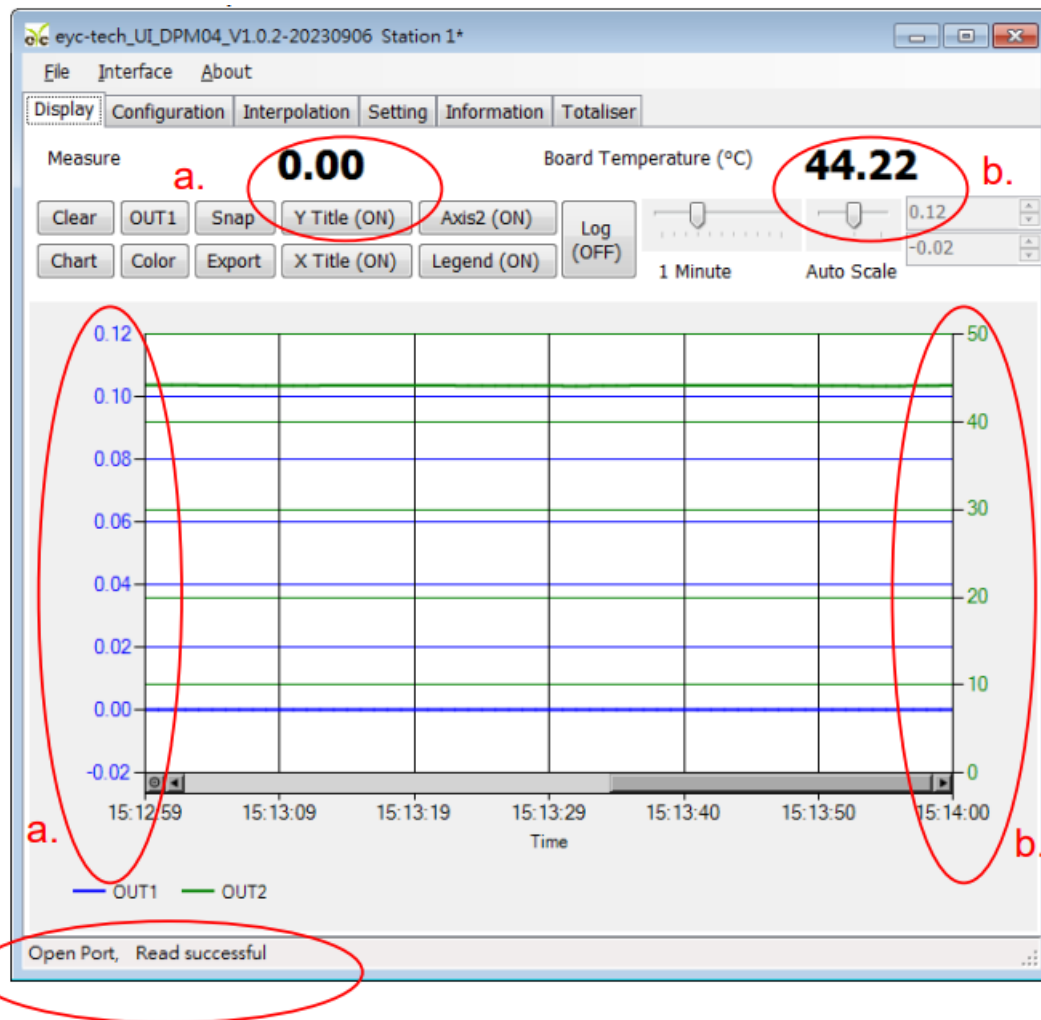 eyc-tech_UI_DPM04_V1.0.2-20230906 Station 1*
File Interface About
Display Configuration Interpolation Setting Information Totaliser
Measure 0.00 Board Temperature (°C) 44.22
a. b.
Clear OUT1 Snap Y Title (ON) Axis2 (ON) Log (OFF) 0.12
Chart Color Export X Title (ON) Legend (ON) 1 Minute Auto Scale -0.02
0.12 50
0.10
40
0.08
30
0.06
0.04
20
0.02
10
0.00
-0.02 0
15:12:59 15:13:09 15:13:19 15:13:29 15:13:40 15:13:50 15:14:00
a. Time b.
OUT1 OUT2
Open Port, Read successful